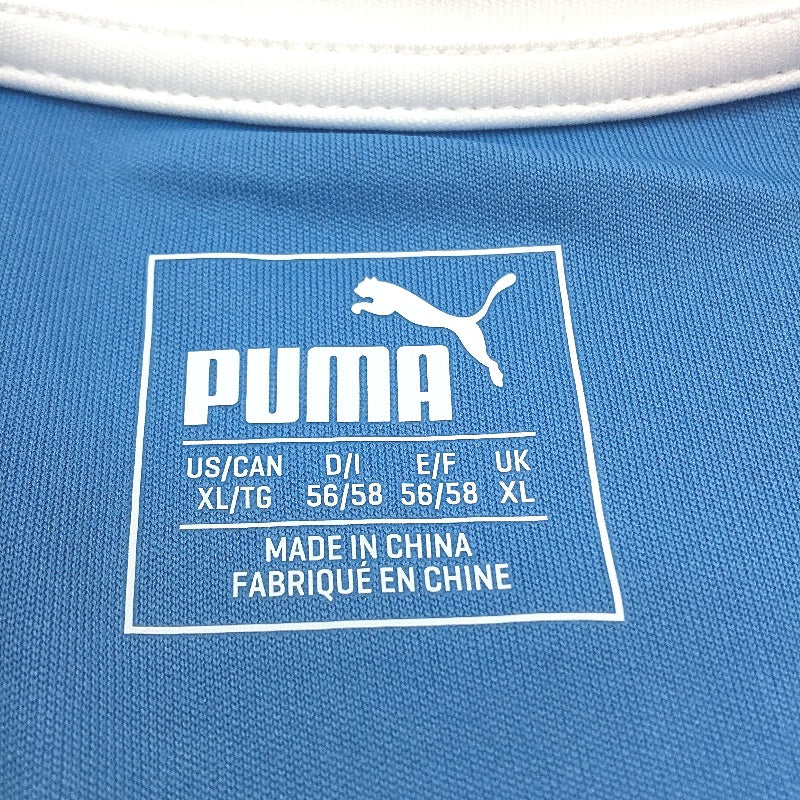 PUMA
US/CAN D/I E/F UK
XL/TG 56/58 56/58 XL
MADE IN CHINA
FABRIQUÉ EN CHINE